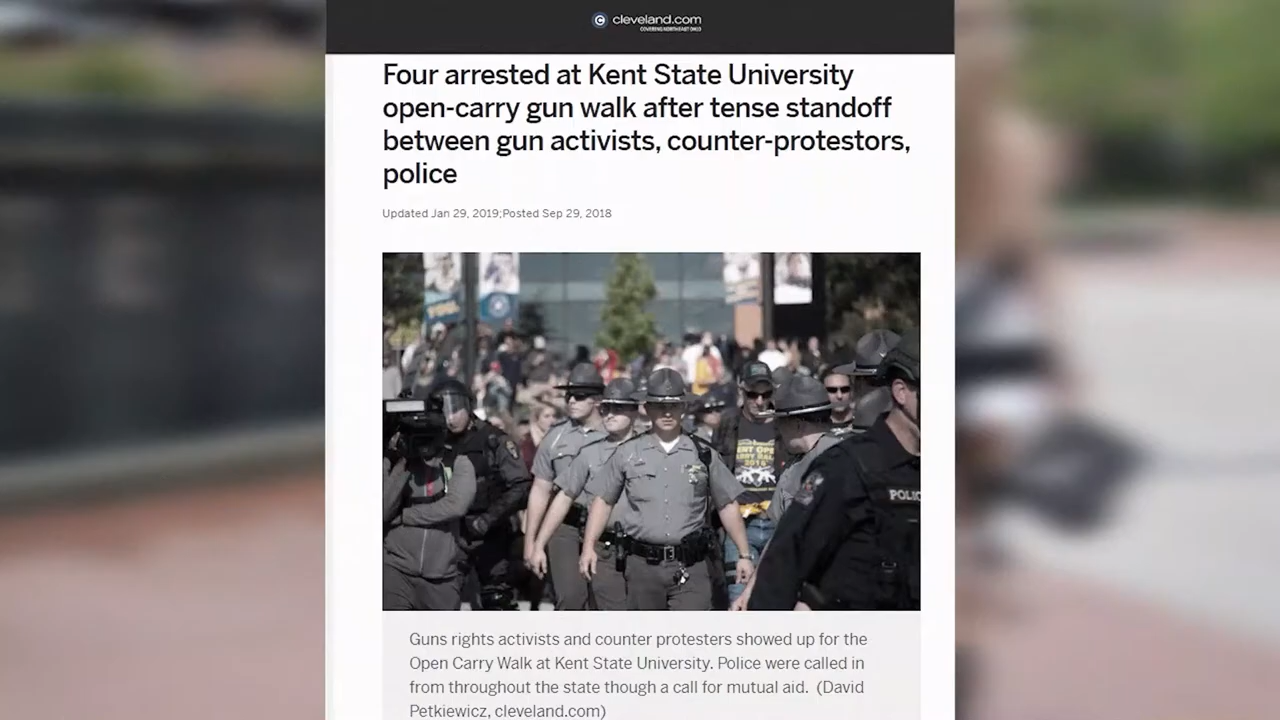 cleveland.com
COVERING NORTHEAST OHIO
Four arrested at Kent State University
open-carry gun walk after tense standoff
between gun activists, counter-protestors,
police
Updated Jan 29, 2019;Posted Sep 29, 2018
POLIC
Guns rights activists and counter protesters showed up for the
Open Carry Walk at Kent State University. Police were called in
from throughout the state though a call for mutual aid. (David
Petkiewicz, cleveland.com)